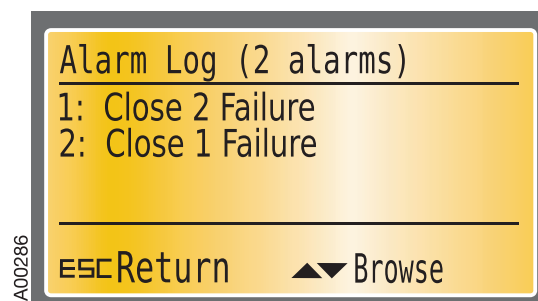 Alarm Log (2 alarms)
1: Close 2 Failure
2: Close 1 Failure
ESC Return ▲▼ Browse
A00286